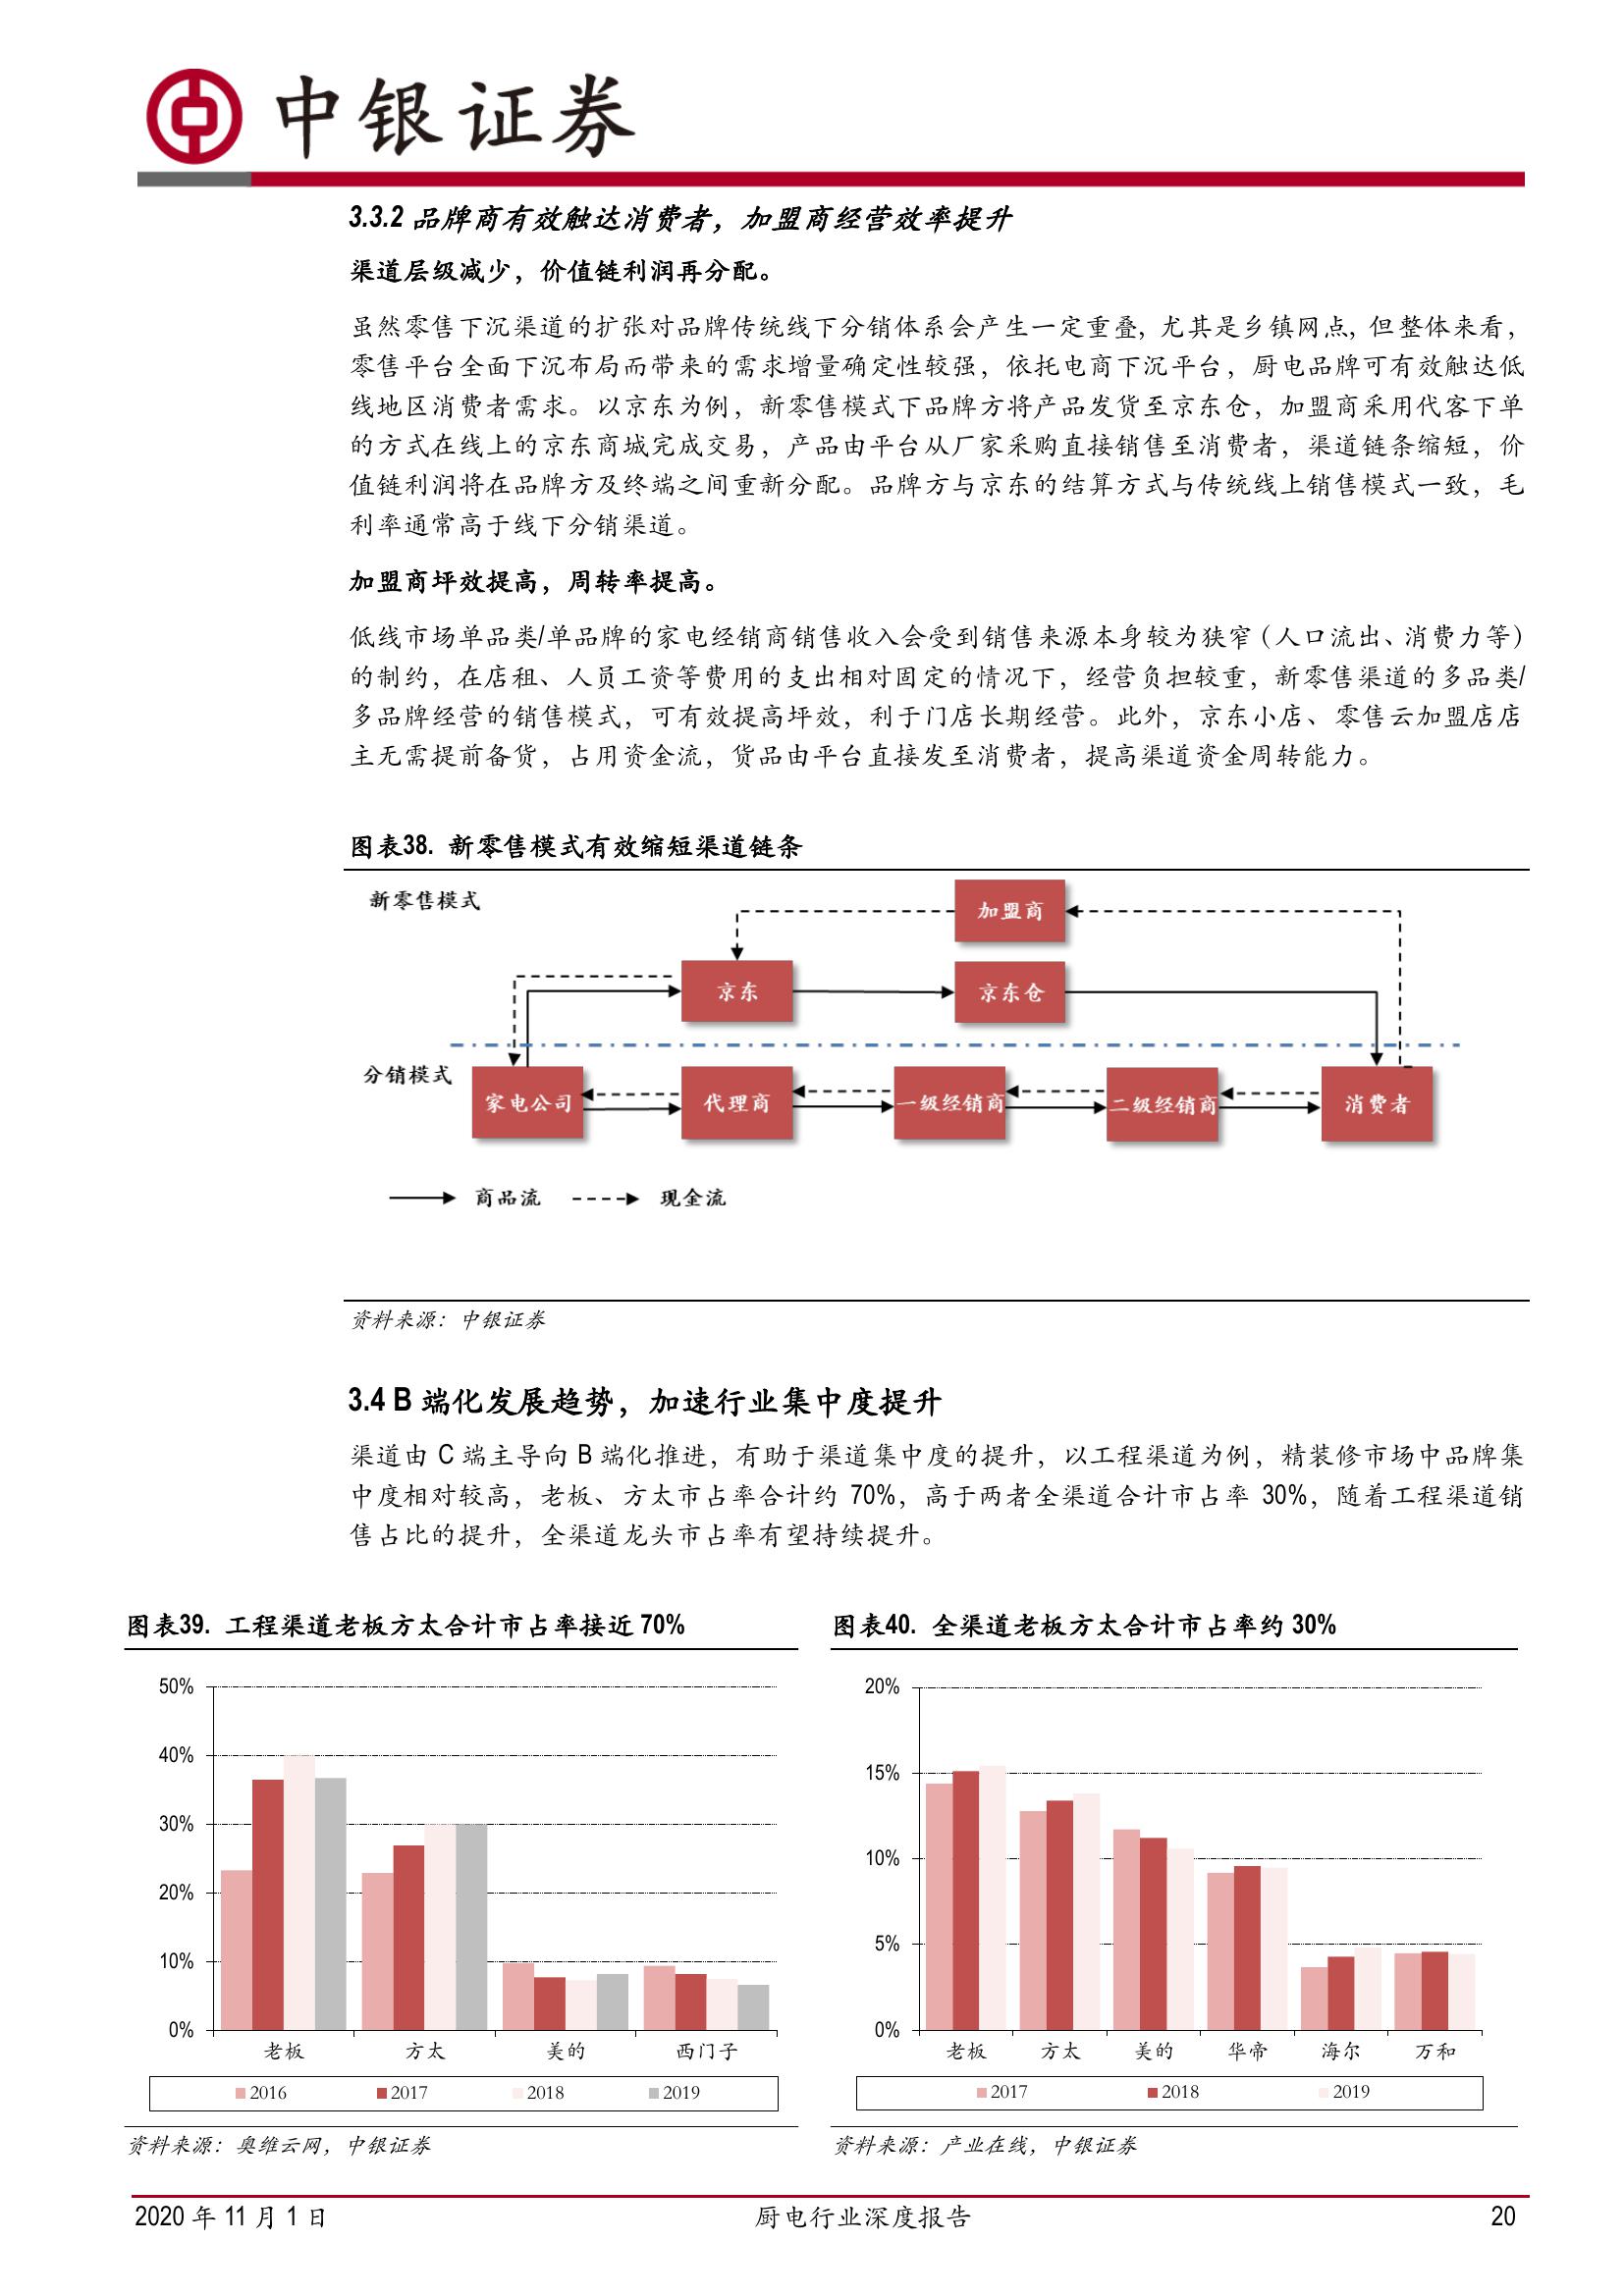 中银证券
3.3.2 品牌商有效触达消费者，加盟商经营效率提升
渠道层级减少，价值链利润再分配。
虽然零售下沉渠道的扩张对品牌传统线下分销体系会产生一定重叠，尤其是乡镇网点，但整体来看，
零售平台全面下沉布局而带来的需求增量确定性较强，依托电商下沉平台，厨电品牌可有效触达低
线地区消费者需求。以京东为例，新零售模式下品牌方将产品发货至京东仓，加盟商采用代客下单
的方式在线上的京东商城完成交易，产品由平台从厂家采购直接销售至消费者，渠道链条缩短，价
值链利润将在品牌方及终端之间重新分配。品牌方与京东的结算方式与传统线上销售模式一致，毛
利率通常高于线下分销渠道。
加盟商坪效提高，周转率提高。
低线市场单品类/单品牌的家电经销商销售收入会受到销售来源本身较为狭窄（人口流出、消费力等）
的制约，在店租、人员工资等费用的支出相对固定的情况下，经营负担较重，新零售渠道的多品类/
多品牌经营的销售模式，可有效提高坪效，利于门店长期经营。此外，京东小店、零售云加盟店店
主无需提前备货，占用资金流，货品由平台直接发至消费者，提高渠道资金周转能力。
图表38. 新零售模式有效缩短渠道链条
新零售模式
加盟商
京东
京东仓
分销模式
家电公司
代理商
一级经销商
二级经销商
消费者
商品流
现金流
资料来源：中银证券
3.4 B 端化发展趋势，加速行业集中度提升
渠道由 C 端主导向 B 端化推进，有助于渠道集中度的提升，以工程渠道为例，精装修市场中品牌集
中度相对较高，老板、方太市占率合计约 70%，高于两者全渠道合计市占率 30%，随着工程渠道销
售占比的提升，全渠道龙头市占率有望持续提升。
图表39. 工程渠道老板方太合计市占率接近 70%
50%
40%
30%
20%
10%
0%
老板 方太 美的 西门子
2016 2017 2018 2019
资料来源：奥维云网，中银证券
图表40. 全渠道老板方太合计市占率约 30%
20%
15%
10%
5%
0%
老板 方太 美的 华帝 海尔 万和
2017 2018 2019
资料来源：产业在线，中银证券
2020 年 11 月 1 日 厨电行业深度报告 20